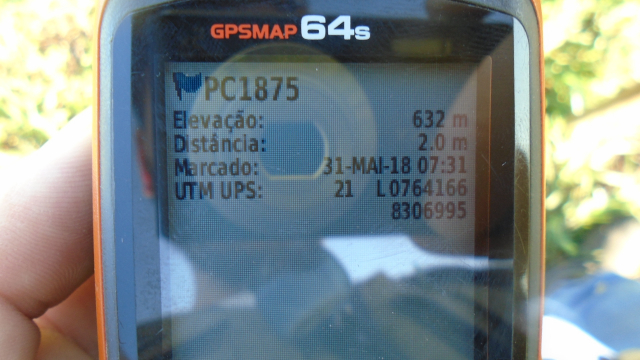 GPSMAP 64s
PC1875
Elevação: 632 m
Distância: 2.0 m
Marcado: 31-MAI-18 07:31
UTM UPS: 21 L 0764166
8306995